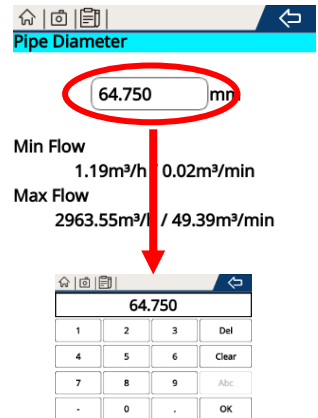 Pipe Diameter
64.750 mm
Min Flow
1.19m³/h / 0.02m³/min
Max Flow
2963.55m³/h / 49.39m³/min
64.750
1 2 3 Del
4 5 6 Clear
7 8 9 Abc
- 0 . OK